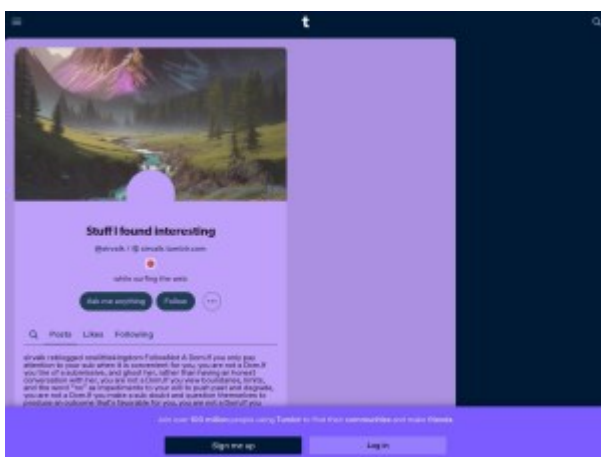 t
Stuff I found interesting
@sirvalk / @ sirvalk.tumblr.com
while surfing the web
Ask me anything Follow
Posts Likes Following
sirvalk reblogged Follow Not A Dom. If you only pay
attention to your sub when it is convenient for you, you are not a Dom. If
you tire of a submissive, and ghost her, rather than having an honest
conversation with her, you are not a Dom. If you view boundaries, limits,
and the word "no" as impediments to your will to push past and degrade,
you are not a Dom. If you make a sub doubt and question themselves to
produce an outcome that's favorable for you, you are not a Dom. If you
Join over 100 million people using Tumblr to find their communities and make friends.
Sign me up Log in